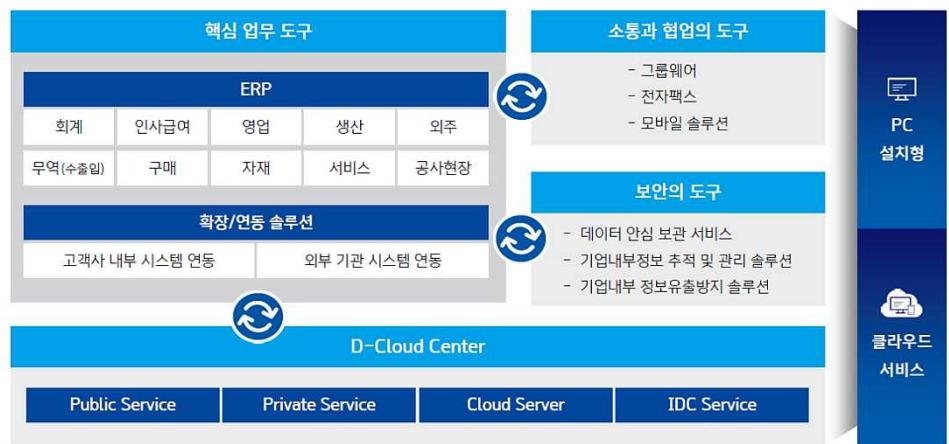 핵심 업무 도구
ERP
회계 인사급여 영업 생산 외주
무역(수출입) 구매 자재 서비스 공사현장
확장/연동 솔루션
고객사 내부 시스템 연동 외부 기관 시스템 연동
소통과 협업의 도구
- 그룹웨어
- 전자팩스
- 모바일 솔루션
보안의 도구
- 데이터 안심 보관 서비스
- 기업내부정보 추적 및 관리 솔루션
- 기업내부 정보유출방지 솔루션
D-Cloud Center
Public Service Private Service Cloud Server IDC Service
PC
설치형
클라우드
서비스